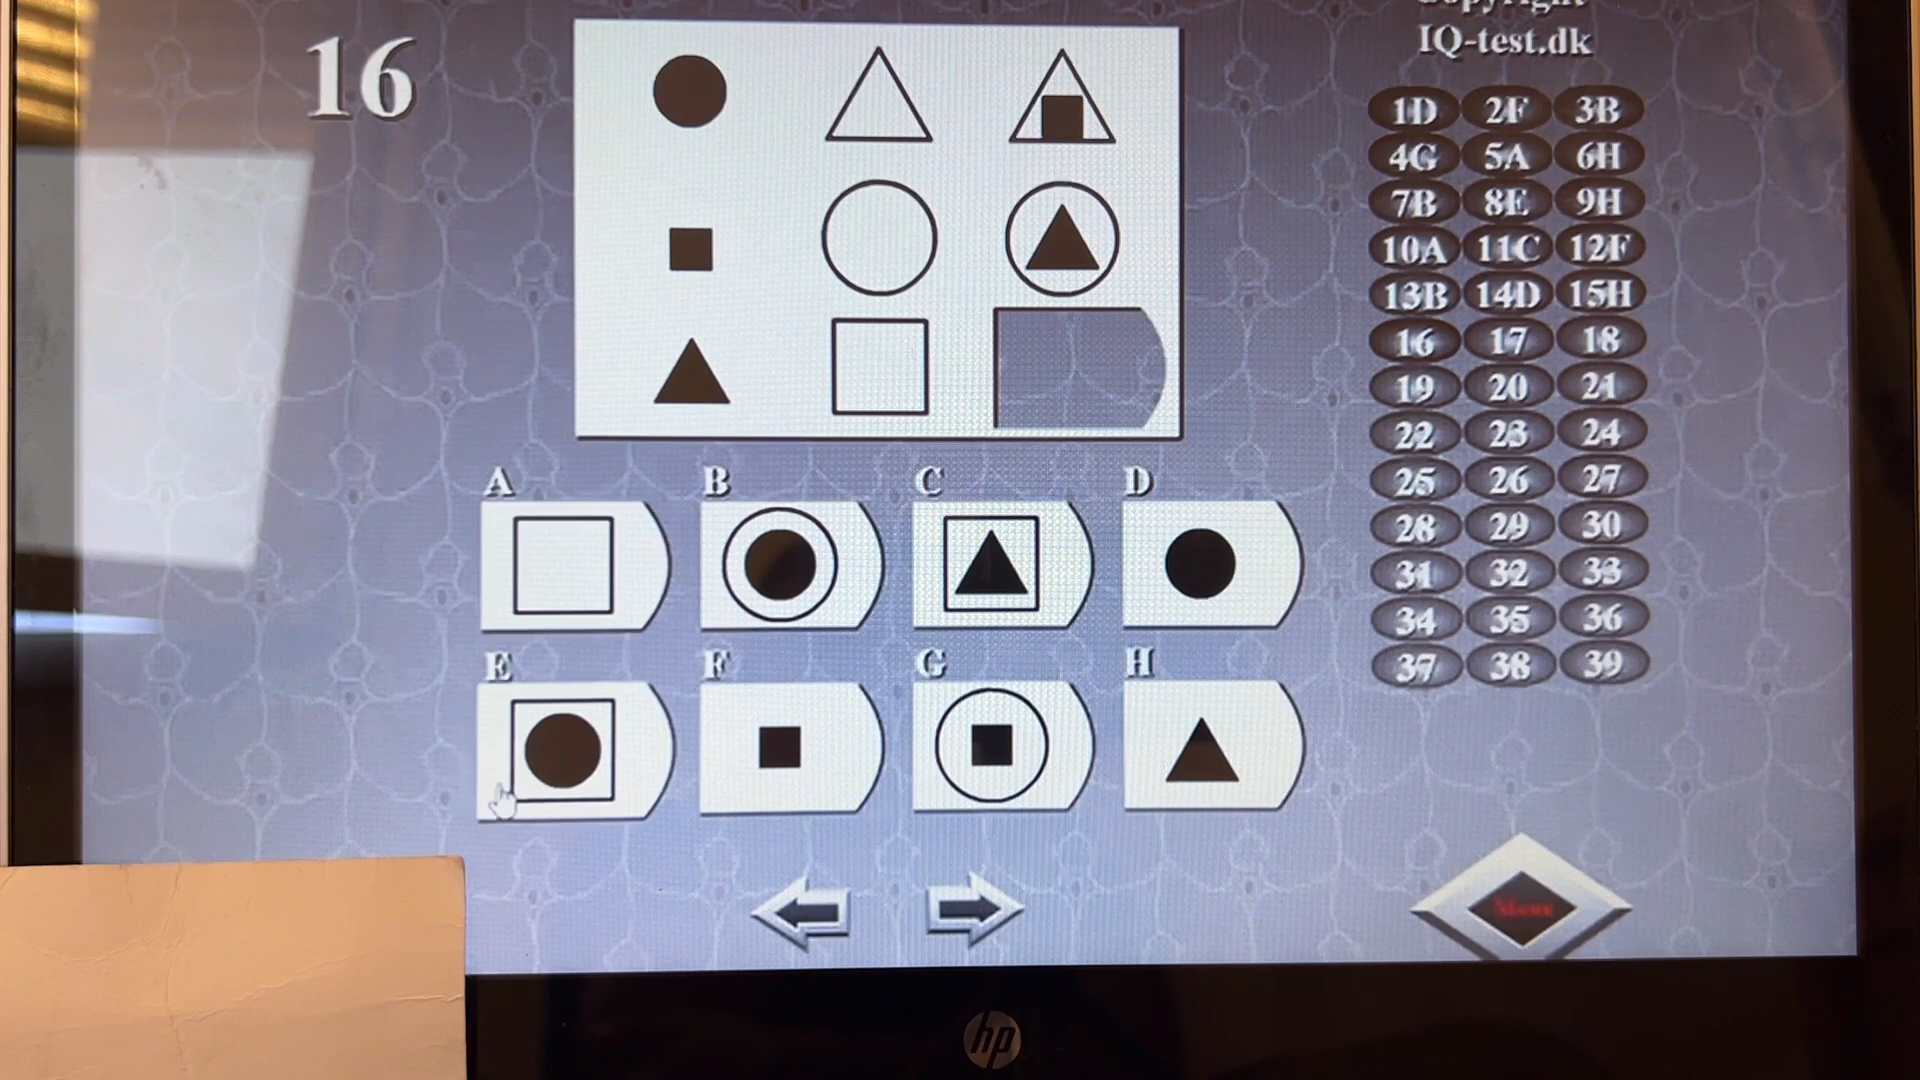 Copyright
IQ-test.dk
16
1D 2F 3B
4G 5A 6H
7B 8E 9H
10A 11C 12F
13B 14D 15H
16 17 18
19 20 21
22 23 24
25 26 27
28 29 30
31 32 33
34 35 36
37 38 39
A B C D
E F G H
hp